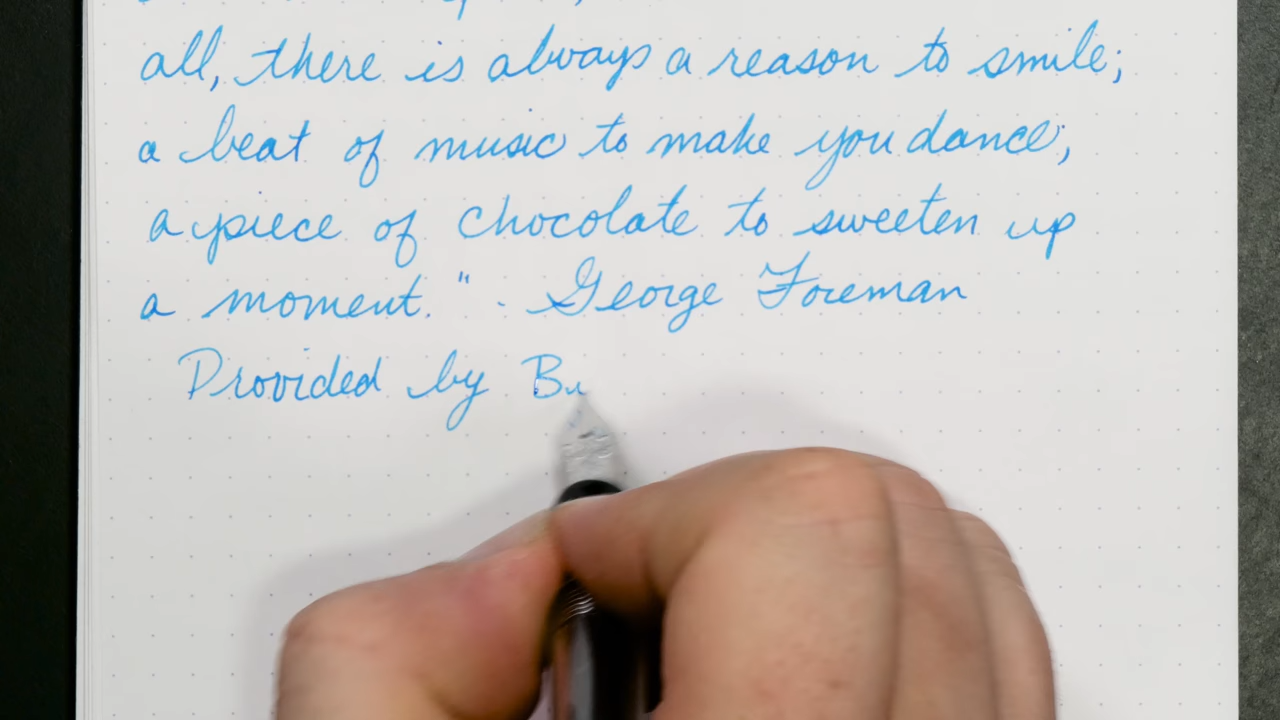 all, there is always a reason to smile;
a beat of music to make you dance;
a piece of chocolate to sweeten up
a moment." - George Foreman
Provided by